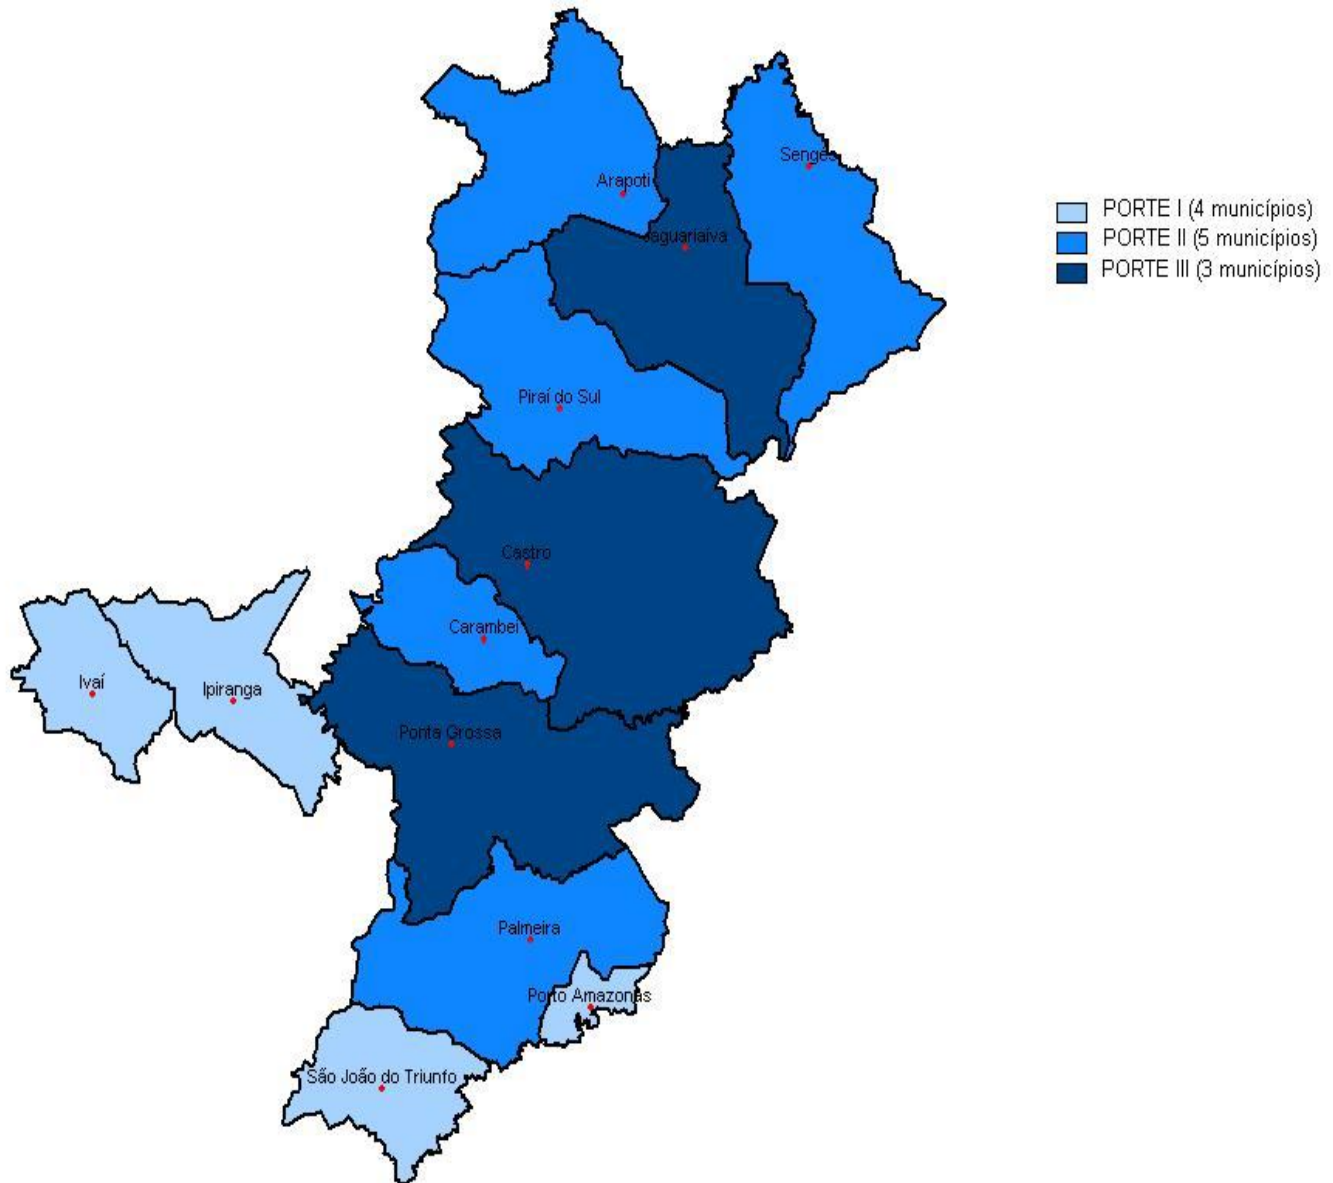 Sengés
Arapoti
Jaguariaíva
Piraí do Sul
Castro
Carambeí
Ivaí
Ipiranga
Ponta Grossa
Palmeira
Porto Amazonas
São João do Triunfo
PORTE I (4 municípios)
PORTE II (5 municípios)
PORTE III (3 municípios)